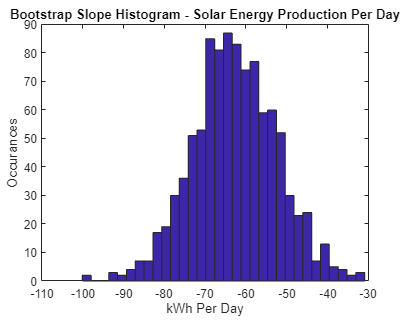 Bootstrap Slope Histogram - Solar Energy Production Per Day
90
80
70
60
50
40
30
20
10
0
Occurances
-110 -100 -90 -80 -70 -60 -50 -40 -30
kWh Per Day